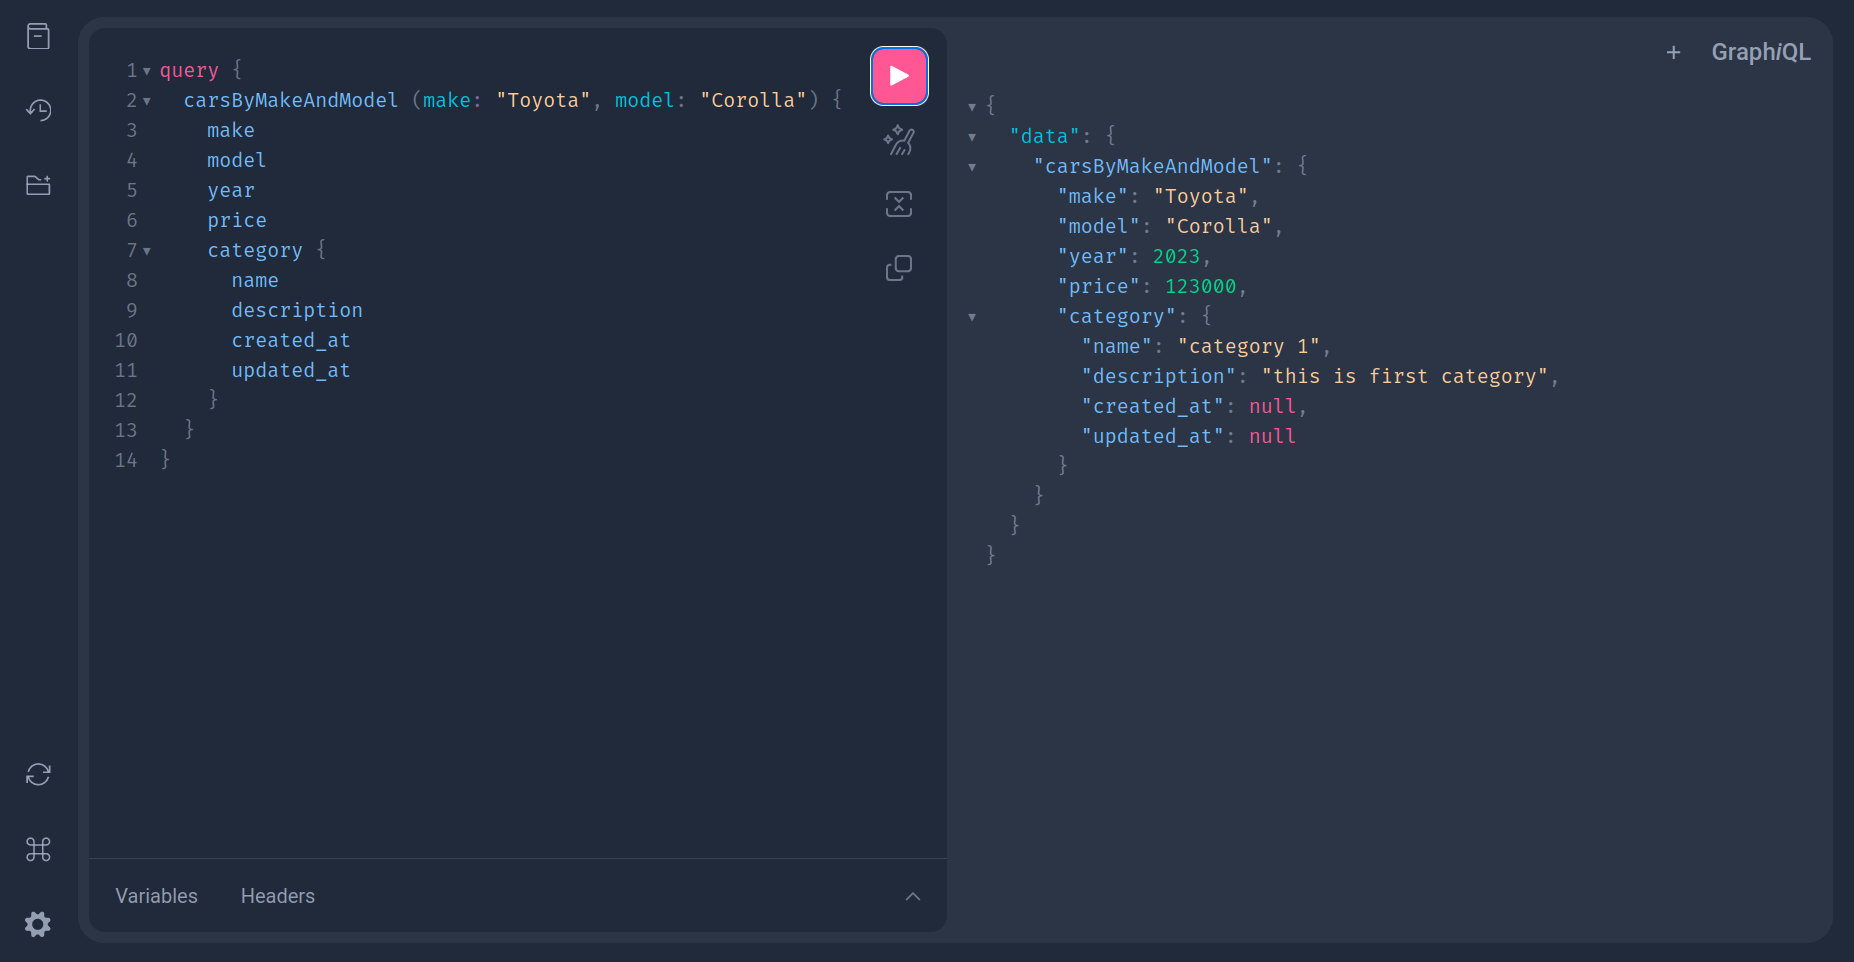 1 query {
2   carsByMakeAndModel (make: "Toyota", model: "Corolla") {
3     make
4     model
5     year
6     price
7     category {
8       name
9       description
10       created_at
11       updated_at
12     }
13   }
14 }
Variables Headers
+ GraphiQL
{
  "data": {
    "carsByMakeAndModel": {
      "make": "Toyota",
      "model": "Corolla",
      "year": 2023,
      "price": 123000,
      "category": {
        "name": "category 1",
        "description": "this is first category",
        "created_at": null,
        "updated_at": null
      }
    }
  }
}